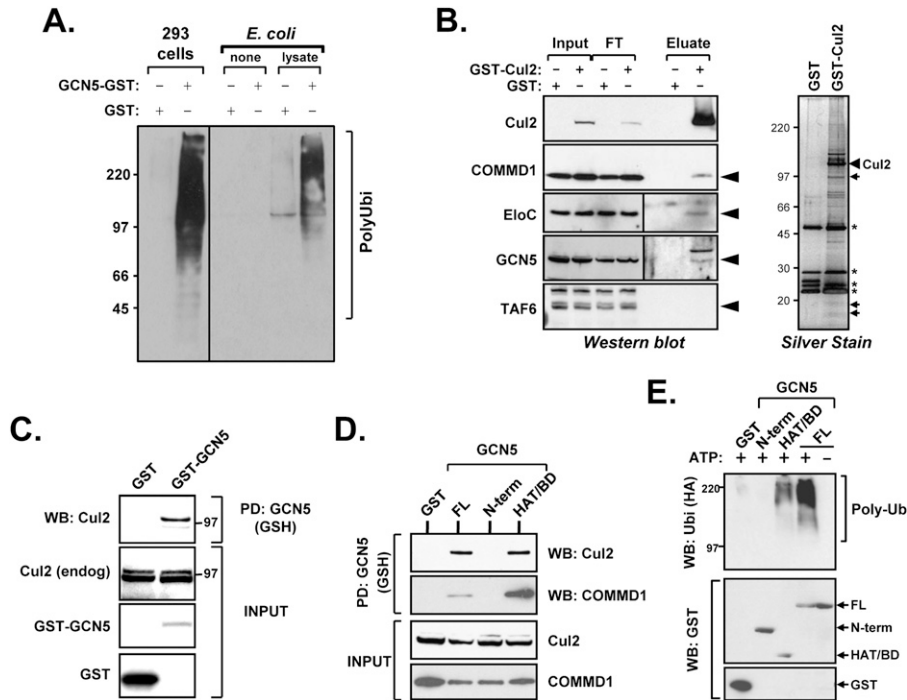 A.
293
cells
E. coli
none
lysate
GCN5-GST: – + – + – +
GST: + – + – + –
220
97
66
45
PolyUbi
B.
Input
FT
Eluate
GST-Cul2: – + – + – +
GST: + – + – + –
Cul2
COMMD1
EloC
GCN5
TAF6
Western blot
GST
GST-Cul2
220
97
66
45
30
20
Cul2
*
*
*
*
Silver Stain
C.
GST
GST-GCN5
WB: Cul2
97
PD: GCN5
(GSH)
Cul2 (endog)
97
GST-GCN5
GST
INPUT
D.
GCN5
GST
FL
N-term
HAT/BD
PD: GCN5
(GSH)
WB: Cul2
WB: COMMD1
INPUT
Cul2
COMMD1
E.
GCN5
GST
N-term
HAT/BD
FL
ATP: + + + + –
WB: Ubi (HA)
220
97
Poly-Ub
WB: GST
FL
N-term
HAT/BD
GST